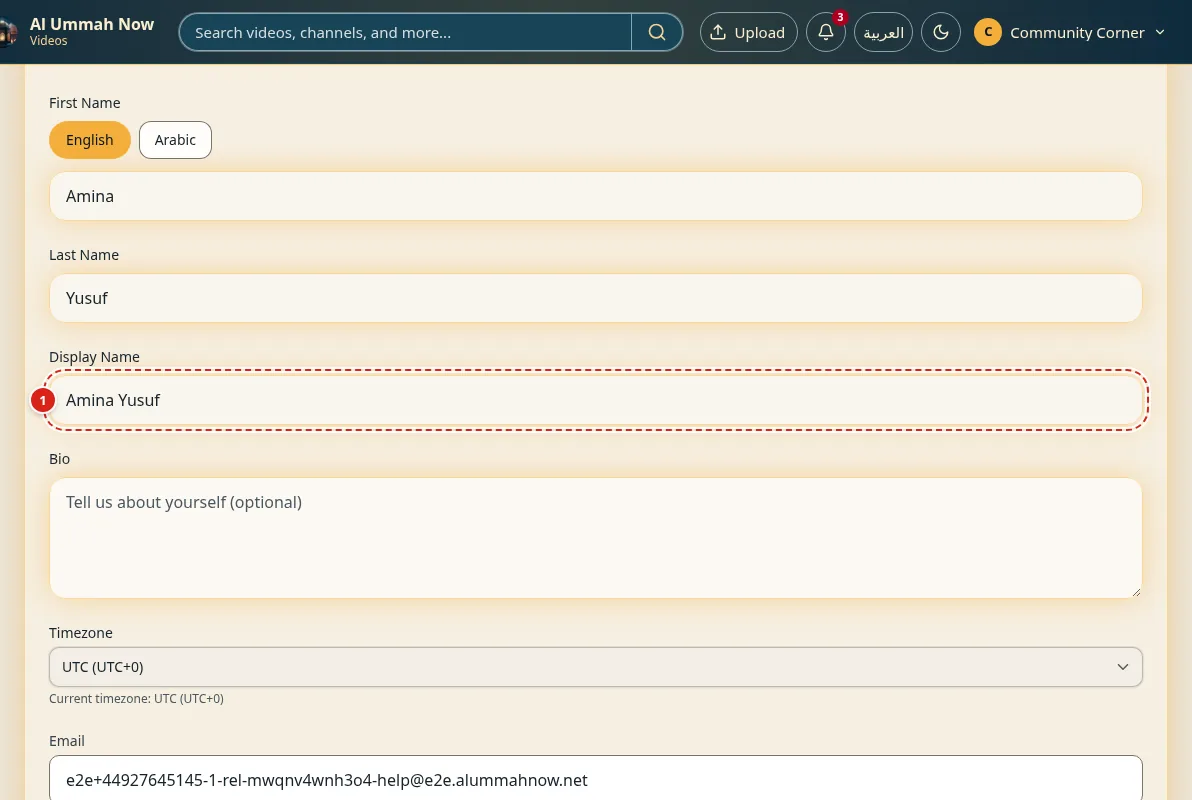 Al Ummah Now
Videos
Search videos, channels, and more...
Upload
3
العربية
C
Community Corner
First Name
English
Arabic
Amina
Last Name
Yusuf
Display Name
1
Amina Yusuf
Bio
Tell us about yourself (optional)
Timezone
UTC (UTC+0)
Current timezone: UTC (UTC+0)
Email
e2e+44927645145-1-rel-mwqnv4wnh3o4-help@e2e.alummahnow.net